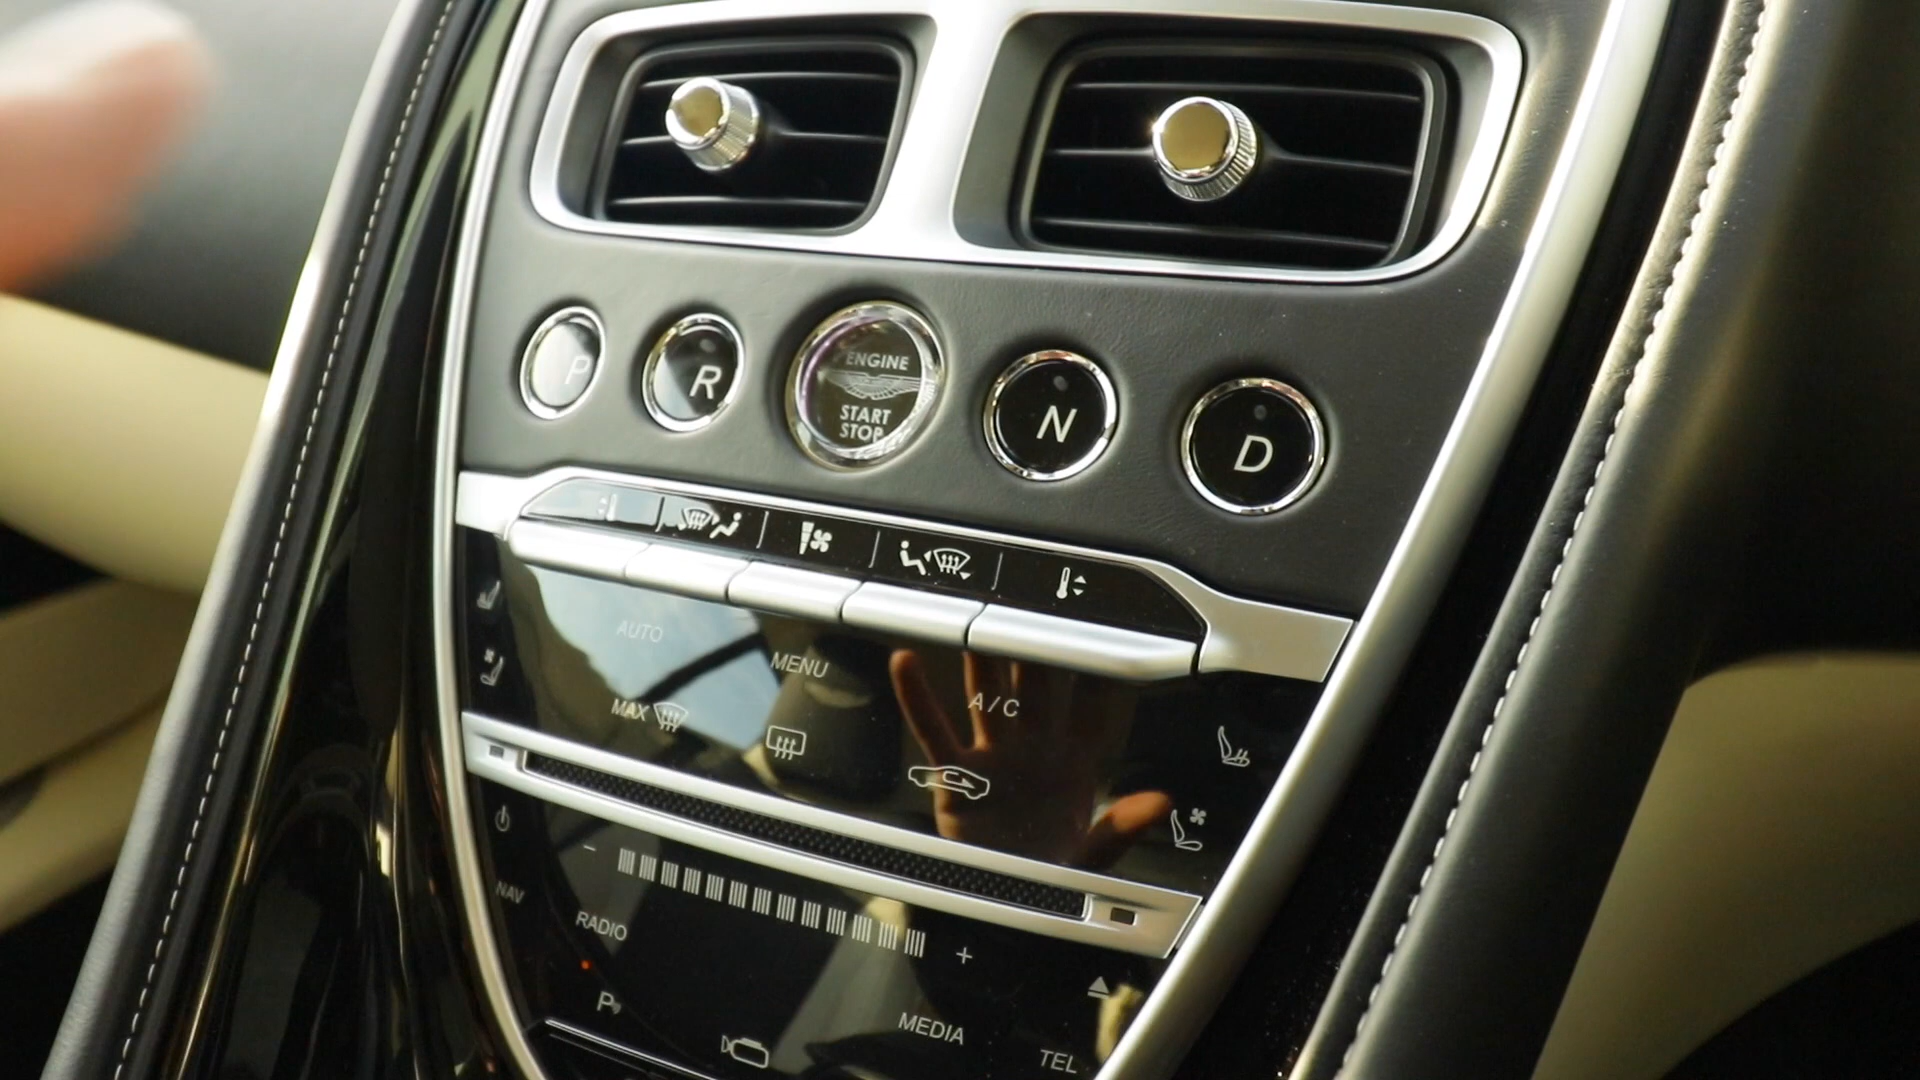 P
R
ENGINE
START
STOP
N
D
AUTO
MENU
A/C
MAX
NAV
RADIO
- +
P
MEDIA
TEL